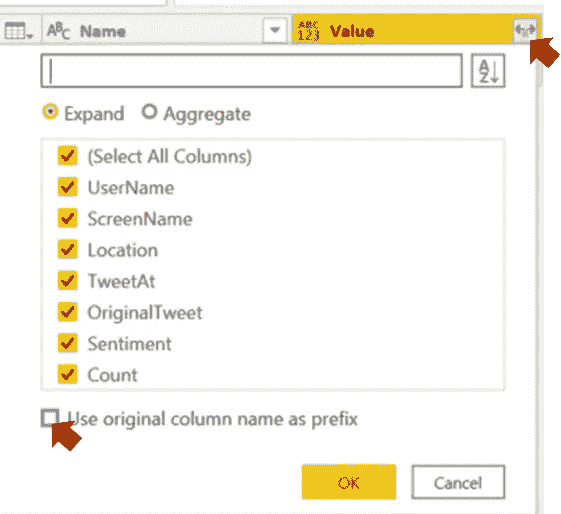 ABC Name ABC 123 Value
A Z
Expand Aggregate
(Select All Columns)
UserName
ScreenName
Location
TweetAt
OriginalTweet
Sentiment
Count
Use original column name as prefix
OK Cancel